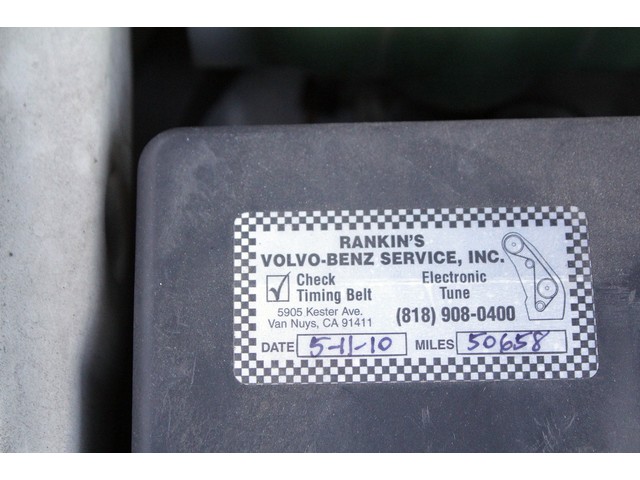 RANKIN'S
VOLVO-BENZ SERVICE, INC.
Check Electronic
Timing Belt Tune
5905 Kester Ave. (818) 908-0400
Van Nuys, CA 91411
DATE 5-11-10 MILES 50658